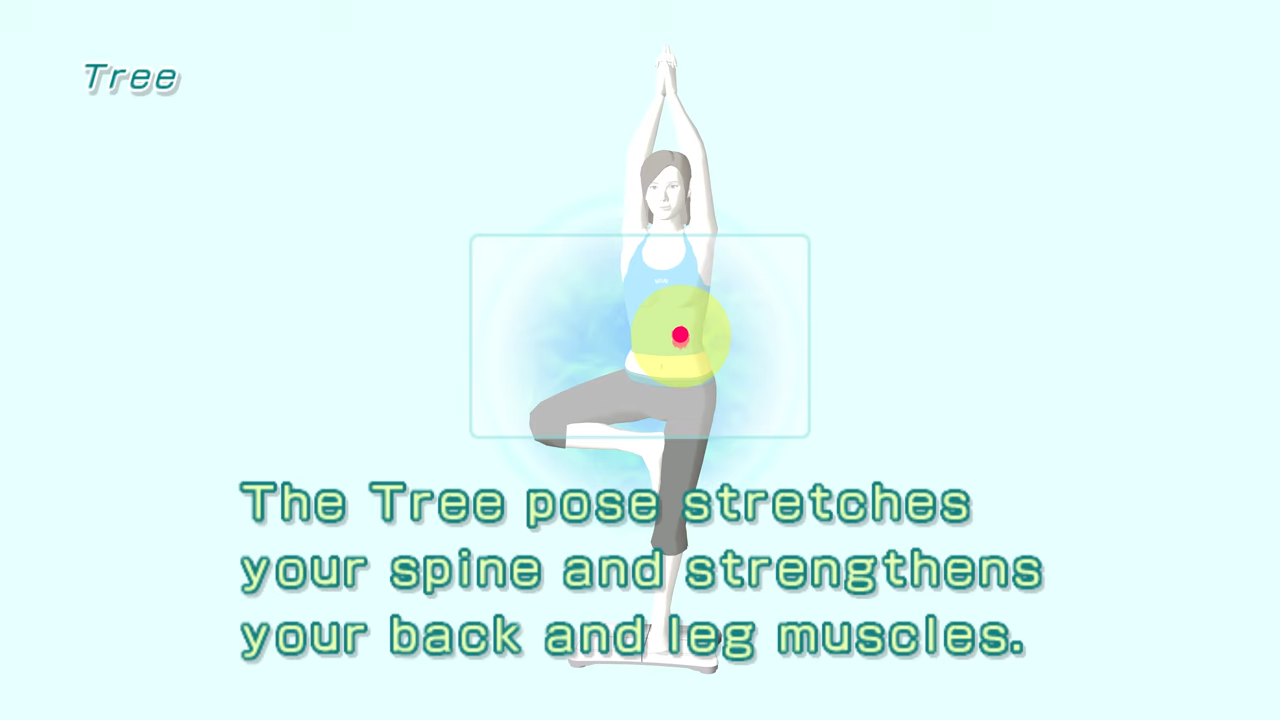 Tree
The Tree pose stretches
your spine and strengthens
your back and leg muscles.